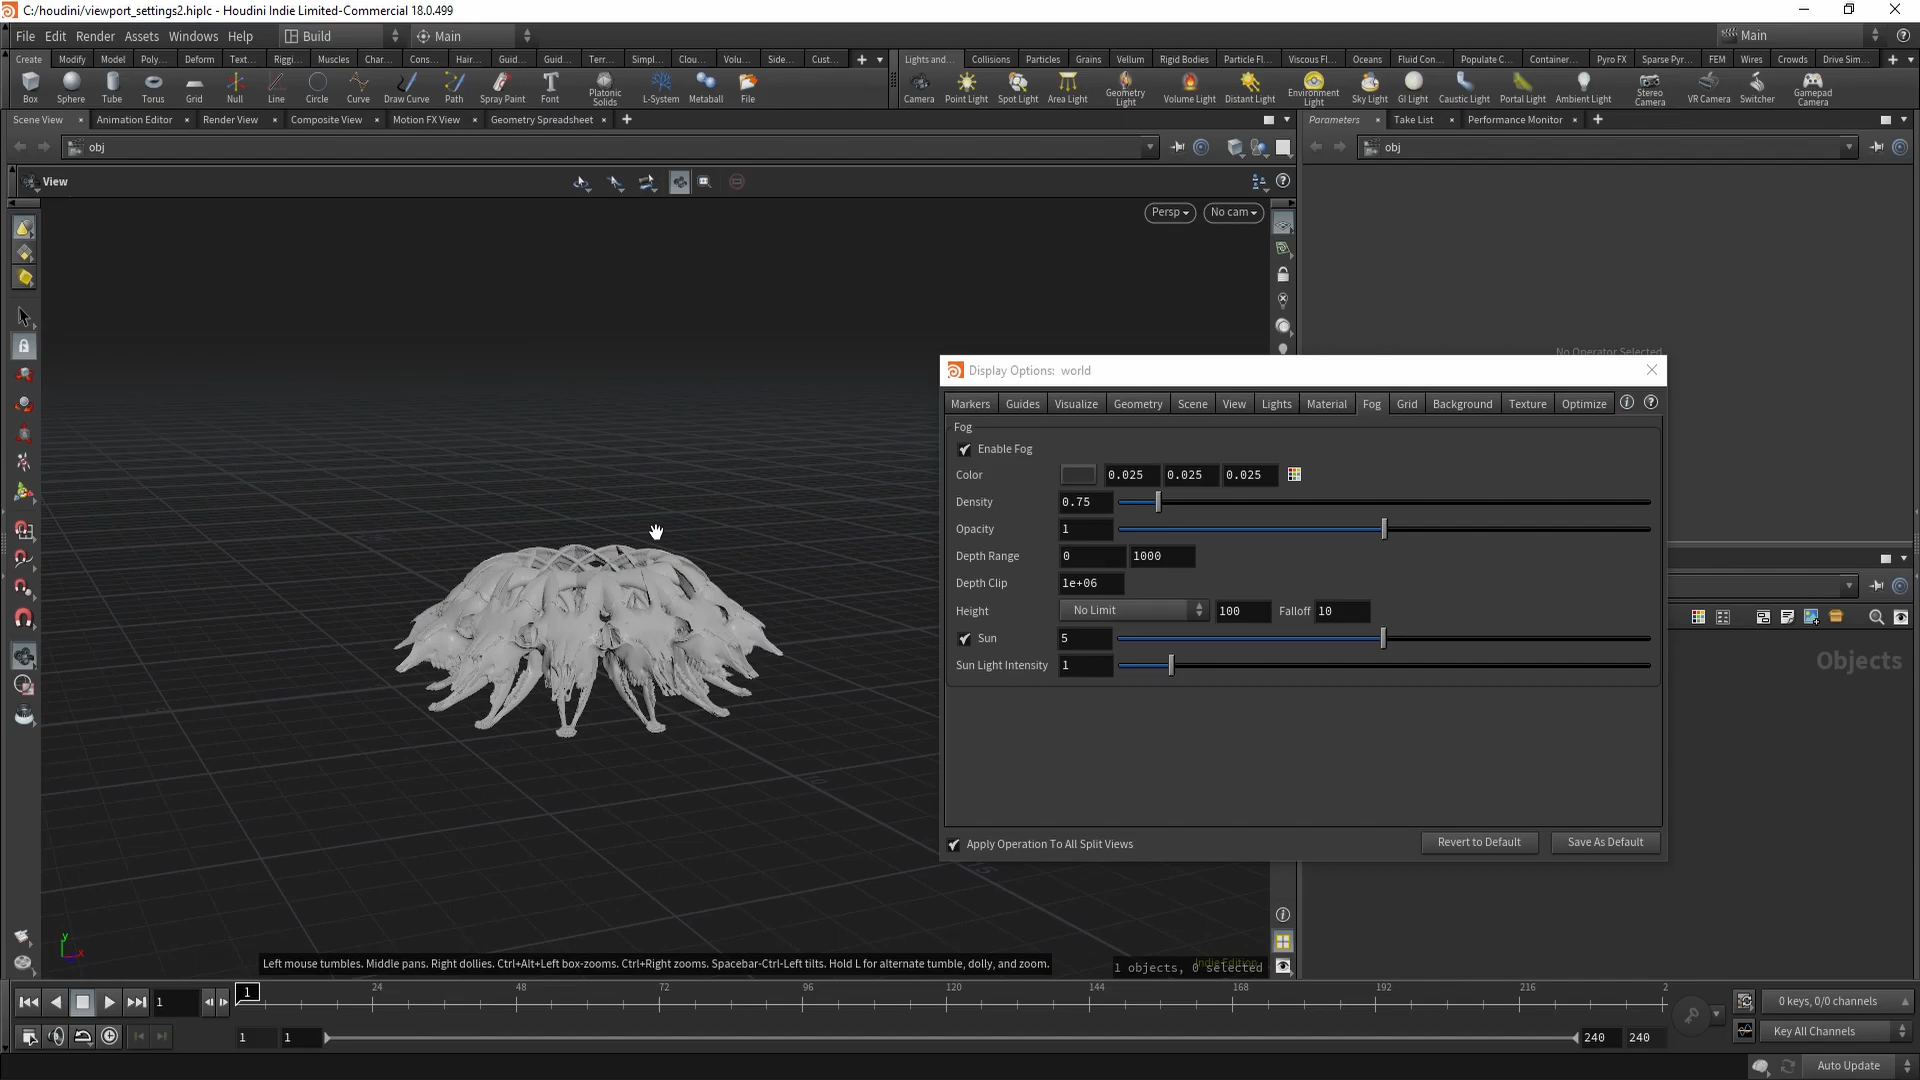 C:/houdini/viewport_settings2.hiplc - Houdini Indie Limited-Commercial 18.0.499
File Edit Render Assets Windows Help Build Main Main
Create Modify Model Poly... Deform Text... Riggi... Muscles Char... Cons... Hair... Guid... Guid... Terr... Simpl... Clou... Volu... Side... Cust... Lights and... Collisions Particles Grains Vellum Rigid Bodies Particle Fl... Viscous Fl... Oceans Fluid Con... Populate C... Container... Pyro FX Sparse Pyr... FEM Wires Crowds Drive Sim...
Box Sphere Tube Torus Grid Null Line Circle Curve Draw Curve Path Spray Paint Font Platonic Solids L-System Metaball File Camera Point Light Spot Light Area Light Geometry Light Volume Light Distant Light Environment Light Sky Light GI Light Caustic Light Portal Light Ambient Light Stereo Camera VR Camera Switcher Gamepad Camera
Scene View Animation Editor Render View Composite View Motion FX View Geometry Spreadsheet Parameters Take List Performance Monitor
obj obj
View
Persp No cam
No Operator Selected
Display Options: world
Markers Guides Visualize Geometry Scene View Lights Material Fog Grid Background Texture Optimize
Fog
Enable Fog
Color 0.025 0.025 0.025
Density 0.75
Opacity 1
Depth Range 0 1000
Depth Clip 1e+06
Height No Limit 100 Falloff 10
Sun 5
Sun Light Intensity 1
Objects
Apply Operation To All Split Views Revert to Default Save As Default
y
x
Left mouse tumbles. Middle pans. Right dollies. Ctrl+Alt+Left box-zooms. Ctrl+Right zooms. Spacebar-Ctrl-Left tilts. Hold L for alternate tumble, dolly, and zoom.
Indie Edition
1 objects, 0 selected
1 1 24 48 72 96 120 144 168 192 216 2 0 keys, 0/0 channels
1 1 240 240 Key All Channels
Auto Update